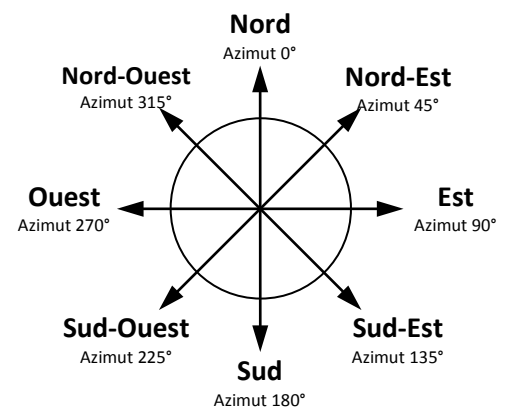 Nord
Azimut 0°
Nord-Ouest
Azimut 315°
Nord-Est
Azimut 45°
Ouest
Azimut 270°
Est
Azimut 90°
Sud-Ouest
Azimut 225°
Sud-Est
Azimut 135°
Sud
Azimut 180°